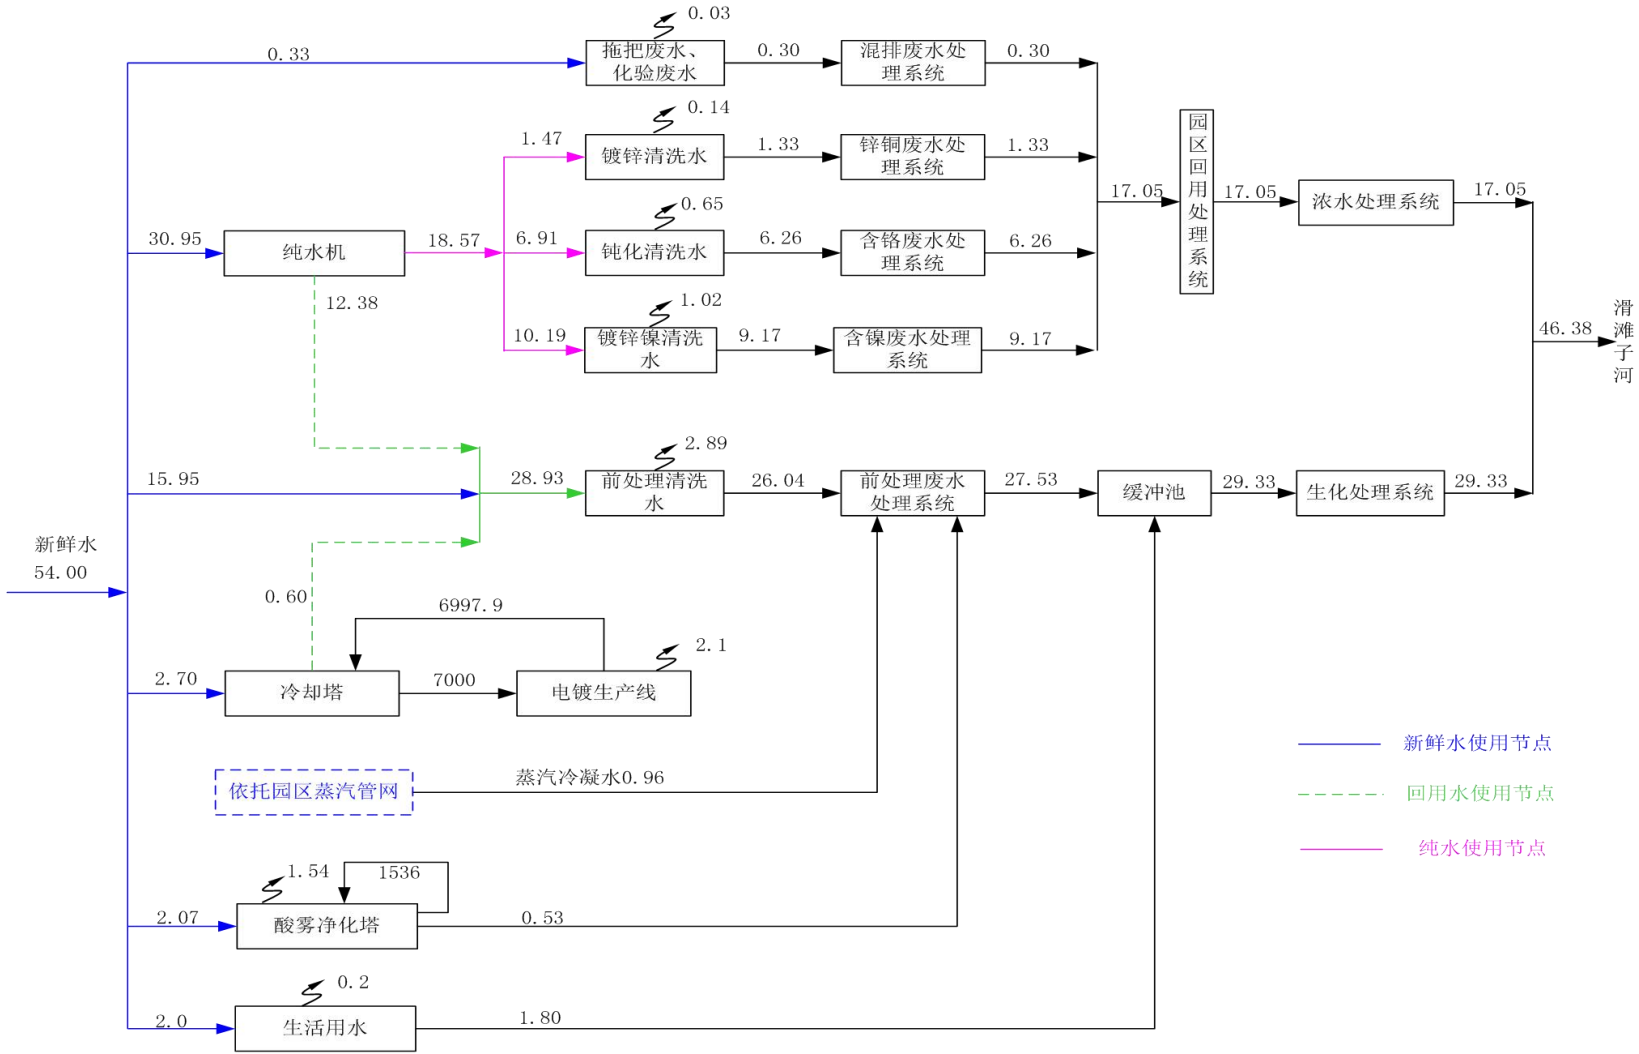 0.03
0.33
拖把废水、
化验废水
0.30
混排废水处
理系统
0.30
0.14
1.47
镀锌清洗水
1.33
锌铜废水处
理系统
1.33
园区回用处理系统
17.05
17.05
浓水处理系统
17.05
30.95
纯水机
18.57
6.91
0.65
钝化清洗水
6.26
含铬废水处
理系统
6.26
12.38
10.19
1.02
镀锌镍清洗
水
9.17
含镍废水处理
系统
9.17
46.38
滑滩子河
15.95
28.93
2.89
前处理清洗
水
26.04
前处理废水
处理系统
27.53
缓冲池
29.33
生化处理系统
29.33
新鲜水
54.00
0.60
6997.9
2.70
冷却塔
7000
电镀生产线
2.1
新鲜水使用节点
依托园区蒸汽管网
蒸汽冷凝水0.96
回用水使用节点
纯水使用节点
1.54
1536
2.07
酸雾净化塔
0.53
0.2
2.0
生活用水
1.80